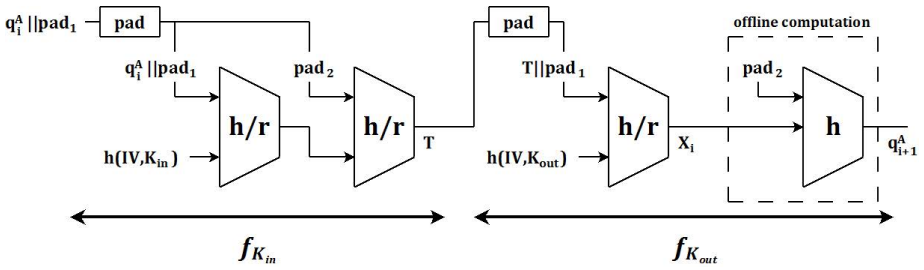 q_i^A||pad_1
pad
q_i^A||pad_1
pad_2
h/r
h/r
h(IV,K_in)
T
pad
T||pad_1
h/r
h(IV,K_out)
X_i
offline computation
pad_2
h
q_{i+1}^A
f_{K_in}
f_{K_out}